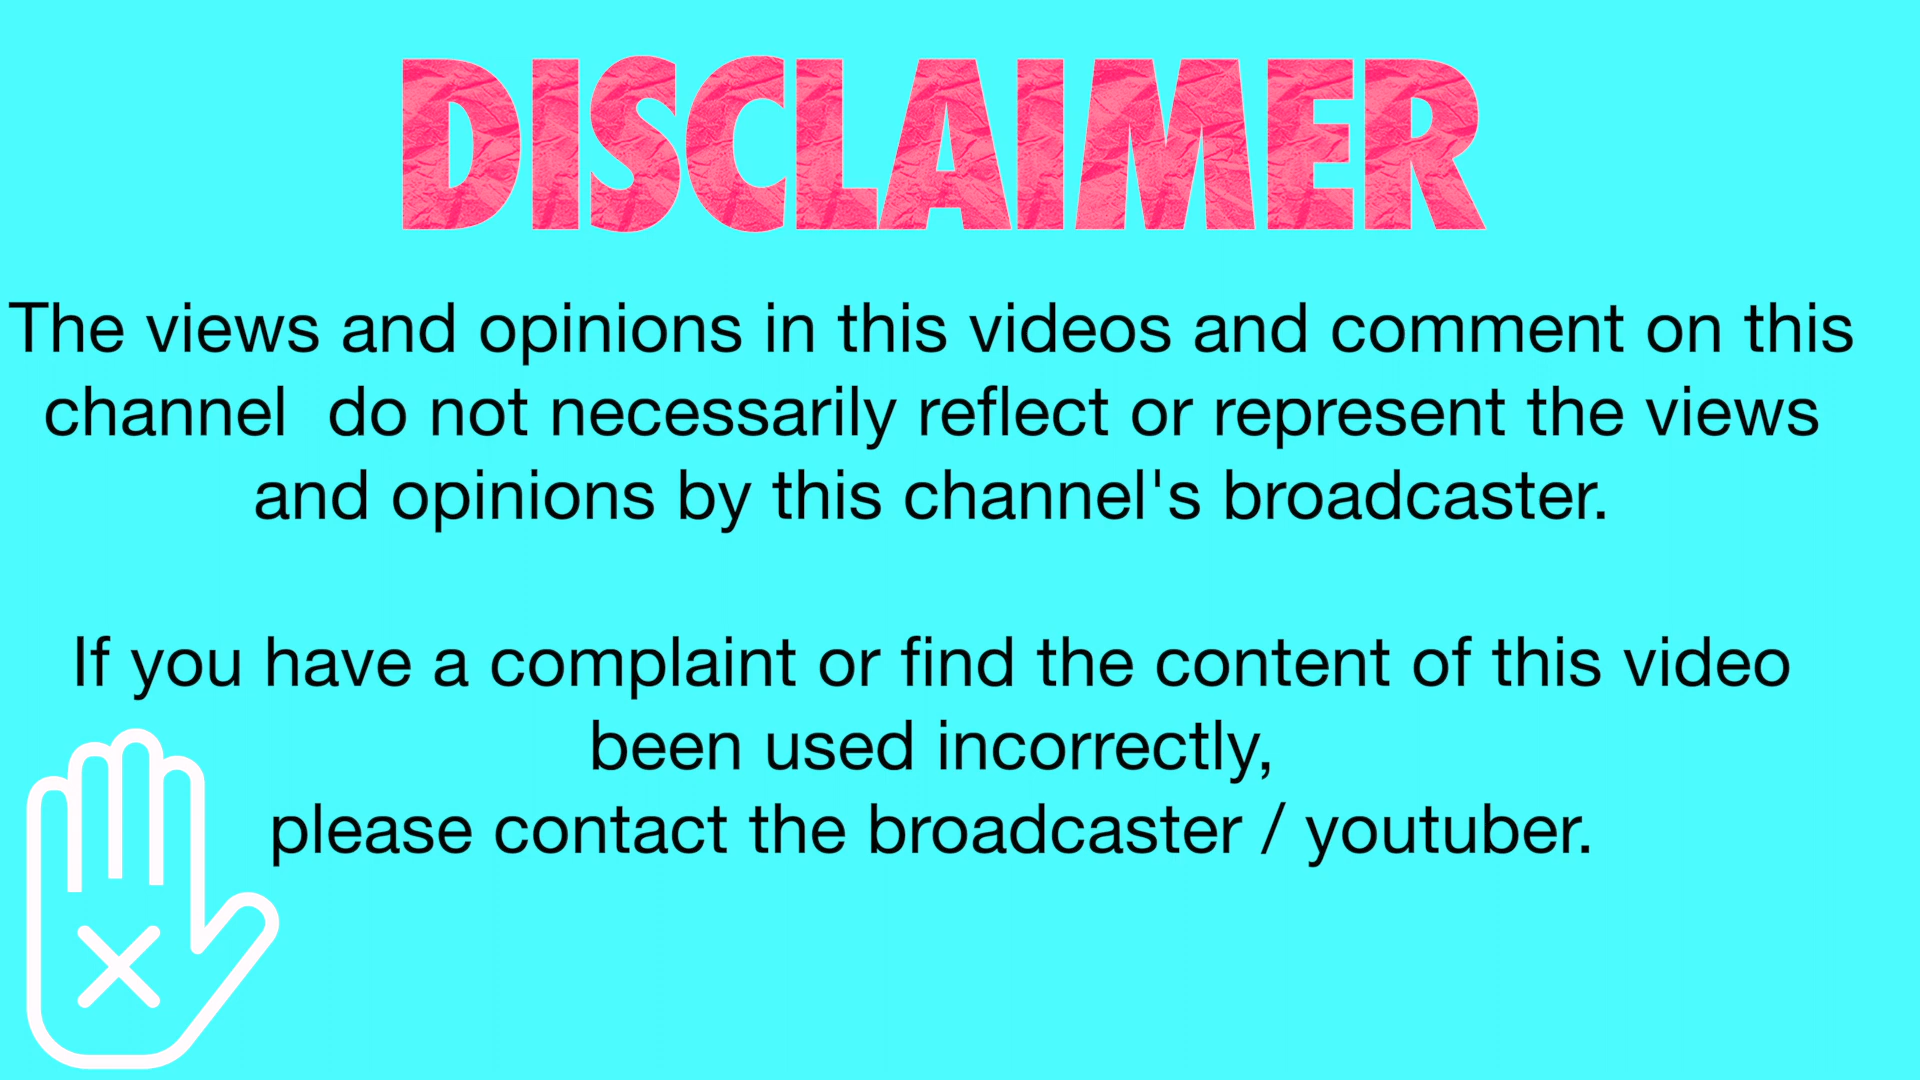 DISCLAIMER
The views and opinions in this videos and comment on this
channel  do not necessarily reflect or represent the views
and opinions by this channel's broadcaster.
If you have a complaint or find the content of this video
been used incorrectly,
please contact the broadcaster / youtuber.